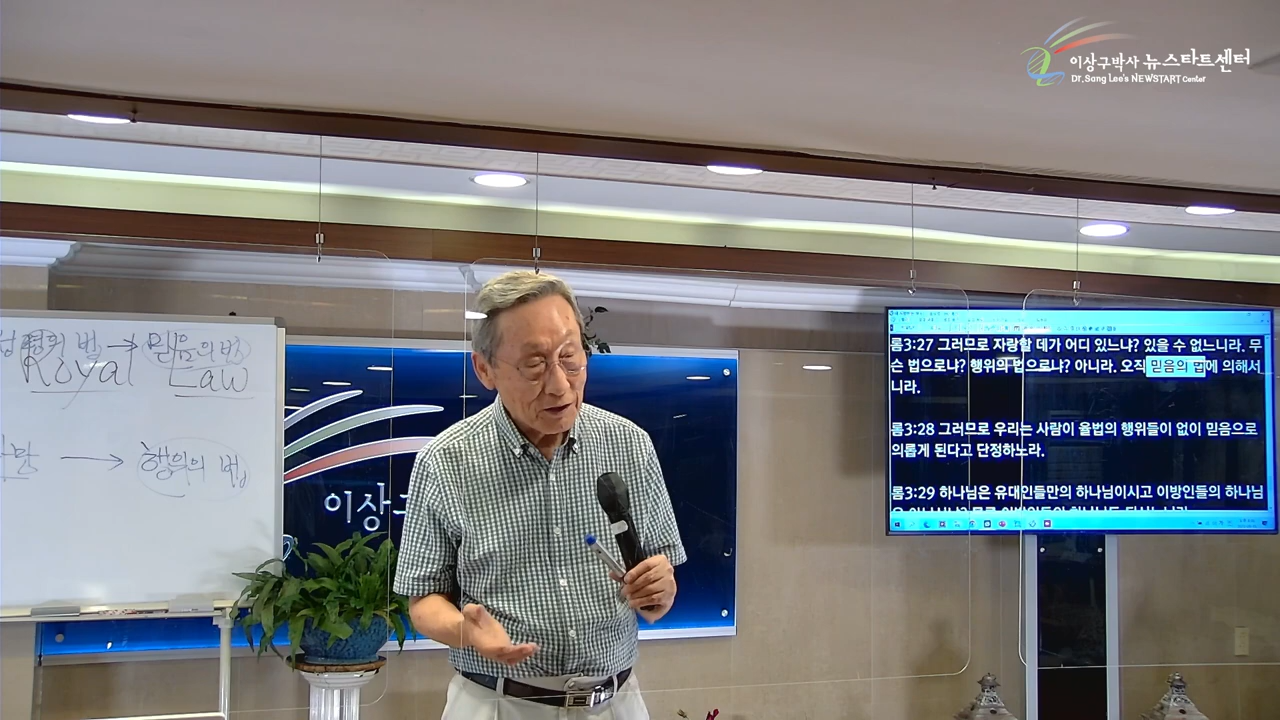 이상구박사 뉴스타트센터
Dr. Sang Lee's NEWSTART Center
의 법 → 믿음의 법
Royal Law
→ 행위의 법
이상구
롬3:27 그러므로 자랑할 데가 어디 있느냐? 있을 수 없느니라. 무
슨 법으로냐? 행위의 법으로냐? 아니라. 오직 믿음의 법에 의해서
니라.
롬3:28 그러므로 우리는 사람이 율법의 행위들이 없이 믿음으로
의롭게 된다고 단정하노라.
롬3:29 하나님은 유대인들만의 하나님이시고 이방인들의 하나님